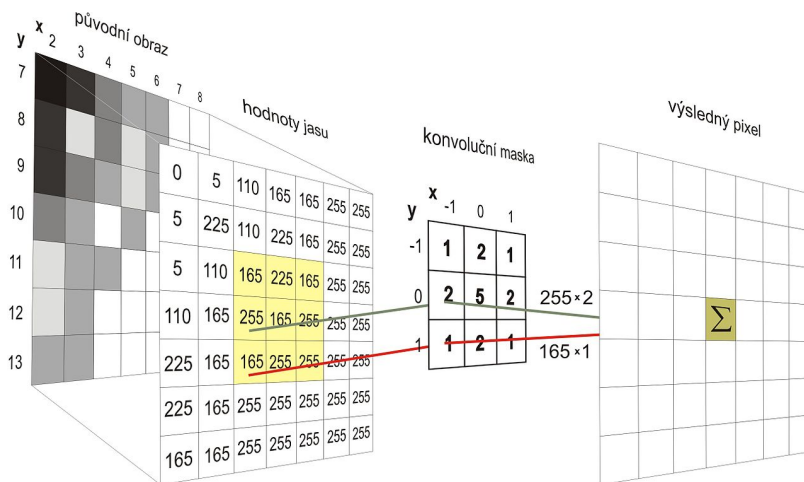 původní obraz
x
y
2 3 4 5 6 7 8
7
8
9
10
11
12
13
hodnoty jasu
0 5 110 165 165 255 255
5 225 110 225 165 255 255
5 110 165 225 165 255 255
110 165 255 165 255 255 255
225 165 165 255 255 255 255
225 165 255 255 255 255 255
165 165 255 255 255 255 255
konvoluční maska
x
y
-1 0 1
-1 1 2 1
0 2 5 2
1 1 2 1
255×2
165×1
výsledný pixel
Σ